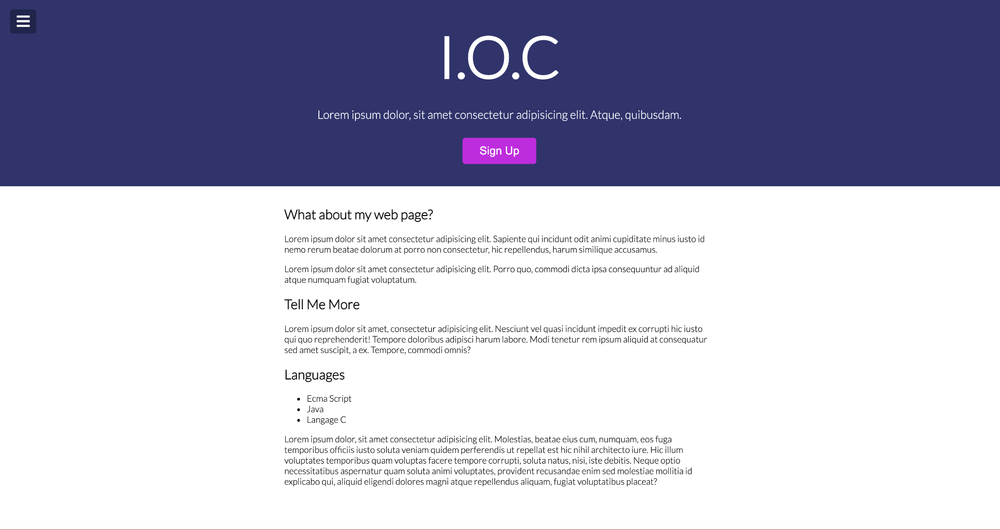 I.O.C
Lorem ipsum dolor, sit amet consectetur adipisicing elit. Atque, quibusdam.
Sign Up
What about my web page?
Lorem ipsum dolor sit amet consectetur adipisicing elit. Sapiente qui incidunt odit animi cupiditate minus iusto id
nemo rerum beatae dolorum at porro non consectetur, hic repellendus, harum similique accusamus.
Lorem ipsum dolor sit amet consectetur adipisicing elit. Porro quo, commodi dicta ipsa consequuntur ad aliquid
atque numquam fugiat voluptatum.
Tell Me More
Lorem ipsum dolor sit amet, consectetur adipisicing elit. Nesciunt vel quasi incidunt impedit ex corrupti hic iusto
qui quo reprehenderit! Tempore doloribus adipisci harum labore. Modi tenetur rem ipsum aliquid at consequatur
sed amet suscipit, a ex. Tempore, commodi omnis?
Languages
• Ecma Script
• Java
• Langage C
Lorem ipsum dolor, sit amet consectetur adipisicing elit. Molestias, beatae eius cum, numquam, eos fuga
temporibus officiis iusto soluta veniam quidem perferendis ut repellat est hic nihil architecto iure. Hic illum
voluptates temporibus quam voluptas facere tempore corrupti, soluta natus, nisi, iste debitis. Neque optio
necessitatibus aspernatur quam soluta animi voluptates, provident recusandae enim sed molestiae mollitia id
explicabo qui, aliquid eligendi dolores magni atque repellendus aliquam, fugiat voluptatibus placeat?